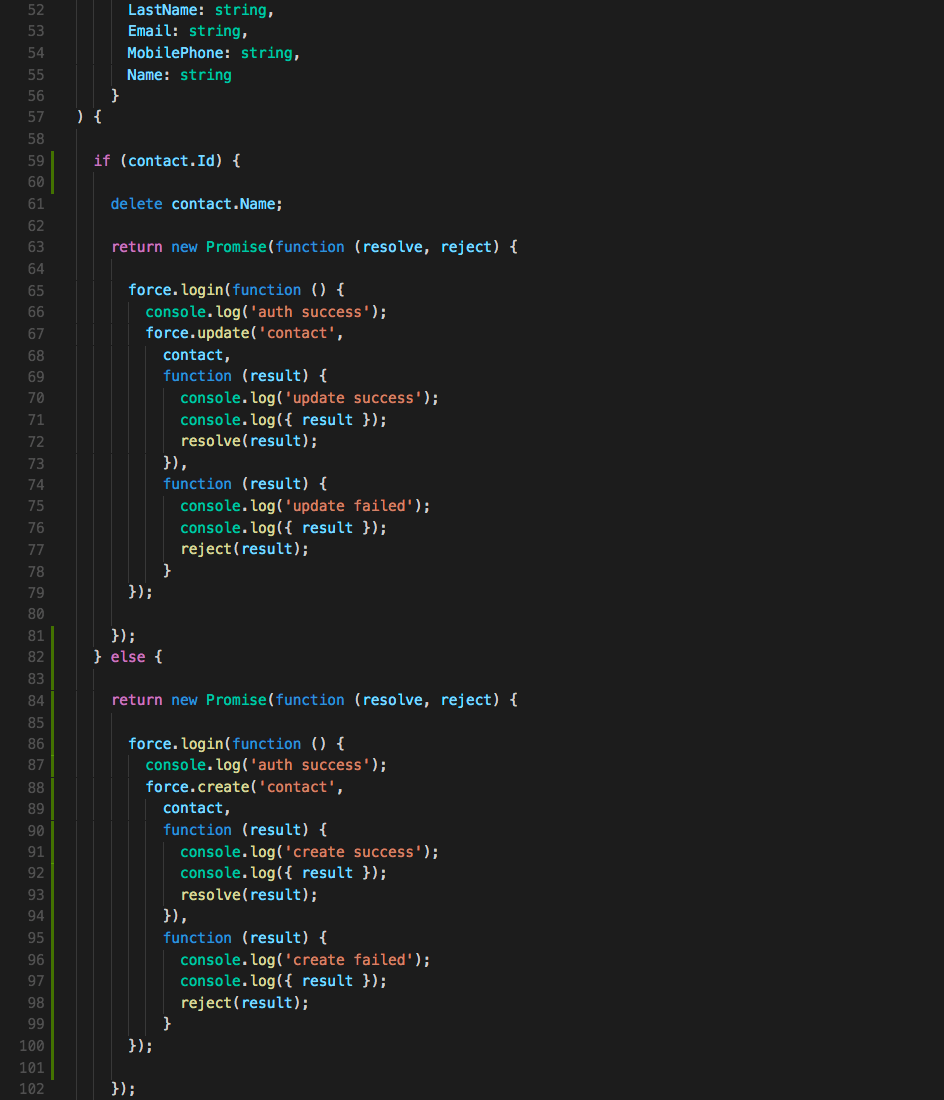 52 LastName: string,
53 Email: string,
54 MobilePhone: string,
55 Name: string
56 }
57 ) {
58
59 if (contact.Id) {
60
61 delete contact.Name;
62
63 return new Promise(function (resolve, reject) {
64
65 force.login(function () {
66 console.log('auth success');
67 force.update('contact',
68 contact,
69 function (result) {
70 console.log('update success');
71 console.log({ result });
72 resolve(result);
73 }),
74 function (result) {
75 console.log('update failed');
76 console.log({ result });
77 reject(result);
78 }
79 });
80
81 });
82 } else {
83
84 return new Promise(function (resolve, reject) {
85
86 force.login(function () {
87 console.log('auth success');
88 force.create('contact',
89 contact,
90 function (result) {
91 console.log('create success');
92 console.log({ result });
93 resolve(result);
94 }),
95 function (result) {
96 console.log('create failed');
97 console.log({ result });
98 reject(result);
99 }
100 });
101
102 });